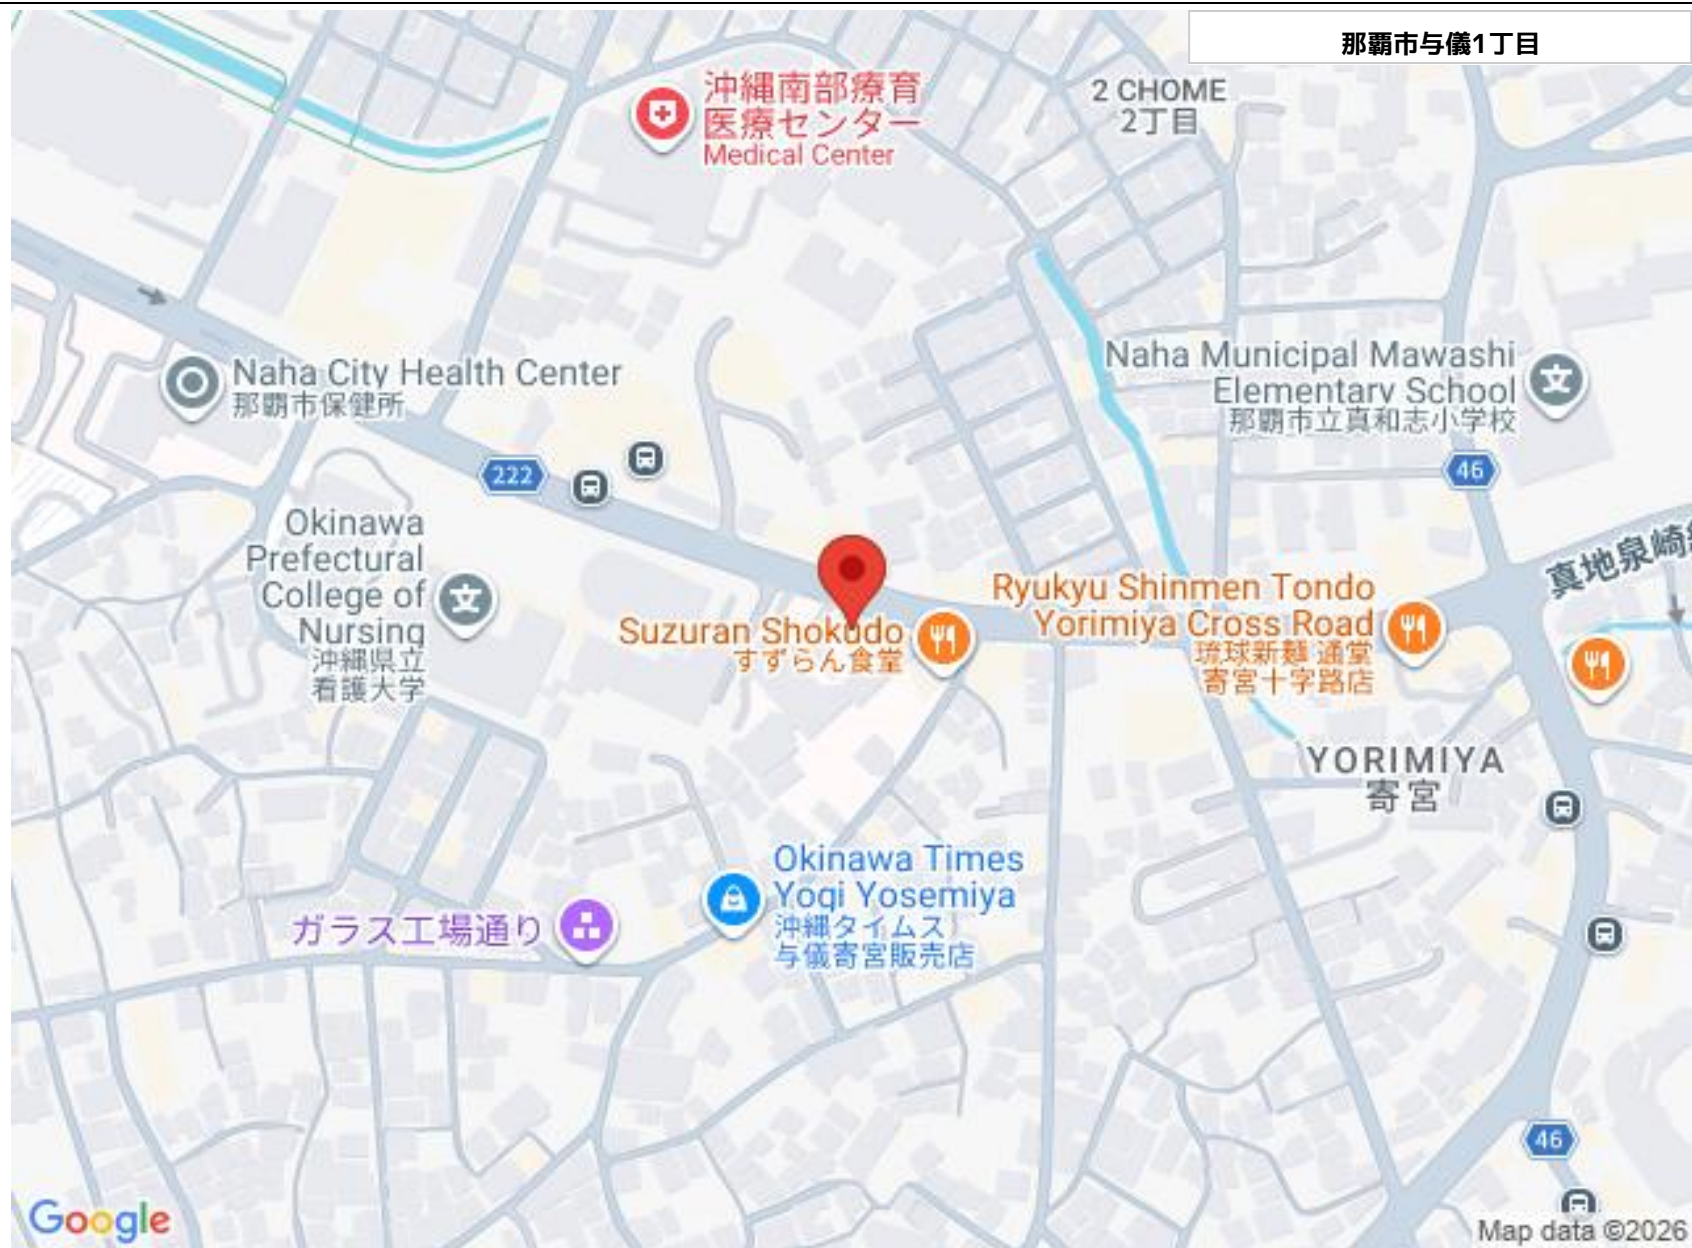 那覇市与儀1丁目
沖縄南部療育
医療センター
Medical Center
2 CHOME
2丁目
Naha City Health Center
那覇市保健所
Naha Municipal Mawashi
Elementary School
那覇市立真和志小学校
222
46
Okinawa
Prefectural
College of
Nursing
沖縄県立
看護大学
Suzuran Shokudo
すずらん食堂
Ryukyu Shinmen Tondo
Yorimiya Cross Road
琉球新麺 通堂
寄宮十字路店
真地泉崎
YORIMIYA
寄宮
Okinawa Times
Yogi Yosemiya
沖縄タイムス
与儀寄宮販売店
ガラス工場通り
46
Google
Map data ©2026